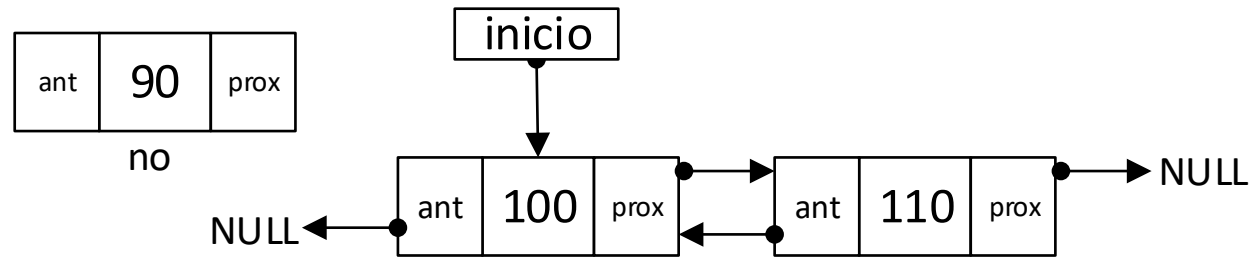 inicio
ant 90 prox
no
NULL ant 100 prox ant 110 prox NULL